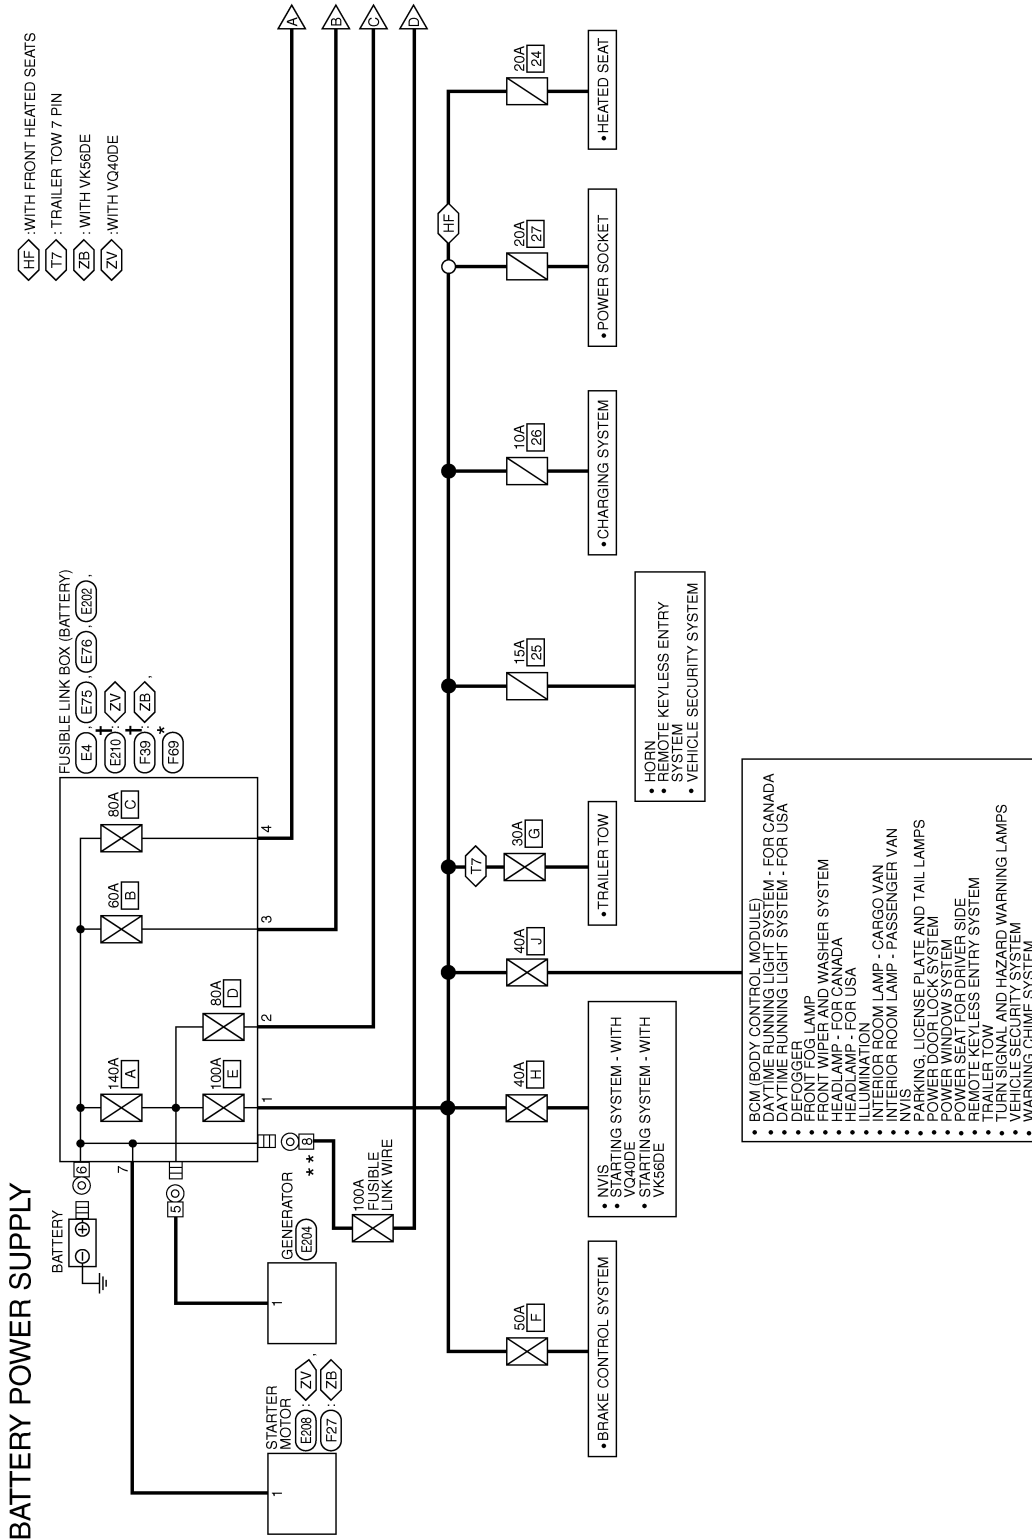 BATTERY POWER SUPPLY
HF : WITH FRONT HEATED SEATS
T7 : TRAILER TOW 7 PIN
ZB : WITH VK56DE
ZV : WITH VQ40DE
BATTERY
FUSIBLE LINK BOX (BATTERY)
E4 , E75 , E76 , E202 ,
E210 † : ZV
F39 † : ZB ,
F69 *
6
7
5
140A
A
100A
E
80A
D
60A
B
80A
C
1
2
3
4
A
B
C
D
8
* *
100A
FUSIBLE
LINK WIRE
GENERATOR
E204
1
STARTER
MOTOR
E208 : ZV ,
F27 : ZB
1
50A
F
40A
H
40A
J
T7
30A
G
15A
25
10A
26
20A
27
HF
20A
24
• BRAKE CONTROL SYSTEM
• NVIS
• STARTING SYSTEM - WITH
VQ40DE
• STARTING SYSTEM - WITH
VK56DE
• TRAILER TOW
• HORN
• REMOTE KEYLESS ENTRY
SYSTEM
• VEHICLE SECURITY SYSTEM
• CHARGING SYSTEM
• POWER SOCKET
• HEATED SEAT
• BCM (BODY CONTROL MODULE)
• DAYTIME RUNNING LIGHT SYSTEM - FOR CANADA
• DAYTIME RUNNING LIGHT SYSTEM - FOR USA
• DEFOGGER
• FRONT FOG LAMP
• FRONT WIPER AND WASHER SYSTEM
• HEADLAMP - FOR CANADA
• HEADLAMP - FOR USA
• ILLUMINATION
• INTERIOR ROOM LAMP - CARGO VAN
• INTERIOR ROOM LAMP - PASSENGER VAN
• NVIS
• PARKING, LICENSE PLATE AND TAIL LAMPS
• POWER DOOR LOCK SYSTEM
• POWER WINDOW SYSTEM
• POWER SEAT FOR DRIVER SIDE
• REMOTE KEYLESS ENTRY SYSTEM
• TRAILER TOW
• TURN SIGNAL AND HAZARD WARNING LAMPS
• VEHICLE SECURITY SYSTEM
• WARNING CHIME SYSTEM